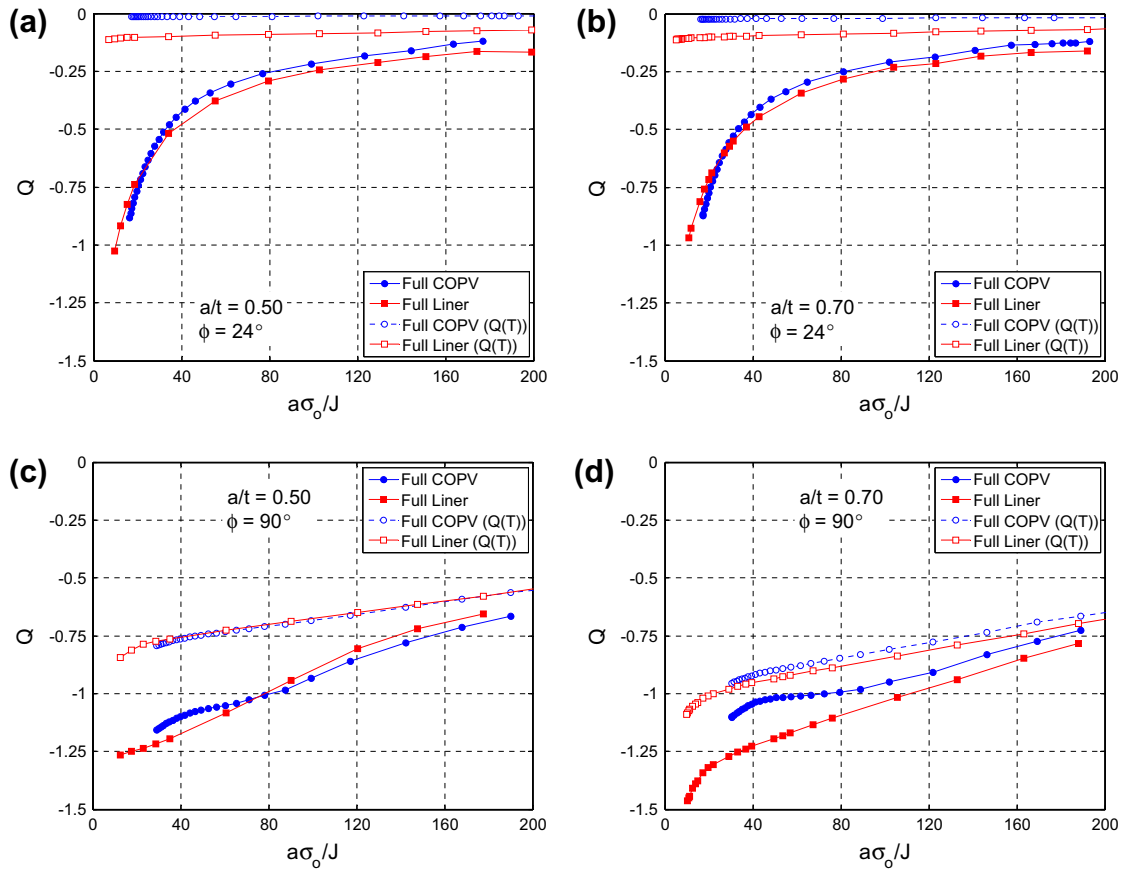 (a)
0
-0.25
-0.5
-0.75
-1
-1.25
-1.5
Q
0 40 80 120 160 200
aσo/J
a/t = 0.50
ϕ = 24°
Full COPV
Full Liner
Full COPV (Q(T))
Full Liner (Q(T))
(b)
0
-0.25
-0.5
-0.75
-1
-1.25
-1.5
Q
0 40 80 120 160 200
aσo/J
a/t = 0.70
ϕ = 24°
Full COPV
Full Liner
Full COPV (Q(T))
Full Liner (Q(T))
(c)
0
-0.25
-0.5
-0.75
-1
-1.25
-1.5
Q
0 40 80 120 160 200
aσo/J
a/t = 0.50
ϕ = 90°
Full COPV
Full Liner
Full COPV (Q(T))
Full Liner (Q(T))
(d)
0
-0.25
-0.5
-0.75
-1
-1.25
-1.5
Q
0 40 80 120 160 200
aσo/J
a/t = 0.70
ϕ = 90°
Full COPV
Full Liner
Full COPV (Q(T))
Full Liner (Q(T))